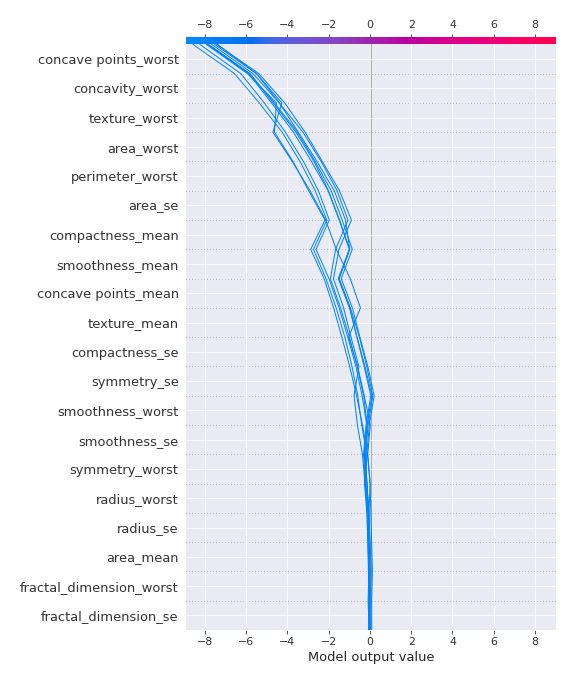 −8 −6 −4 −2 0 2 4 6 8
concave points_worst
concavity_worst
texture_worst
area_worst
perimeter_worst
area_se
compactness_mean
smoothness_mean
concave points_mean
texture_mean
compactness_se
symmetry_se
smoothness_worst
smoothness_se
symmetry_worst
radius_worst
radius_se
area_mean
fractal_dimension_worst
fractal_dimension_se
−8 −6 −4 −2 0 2 4 6 8
Model output value